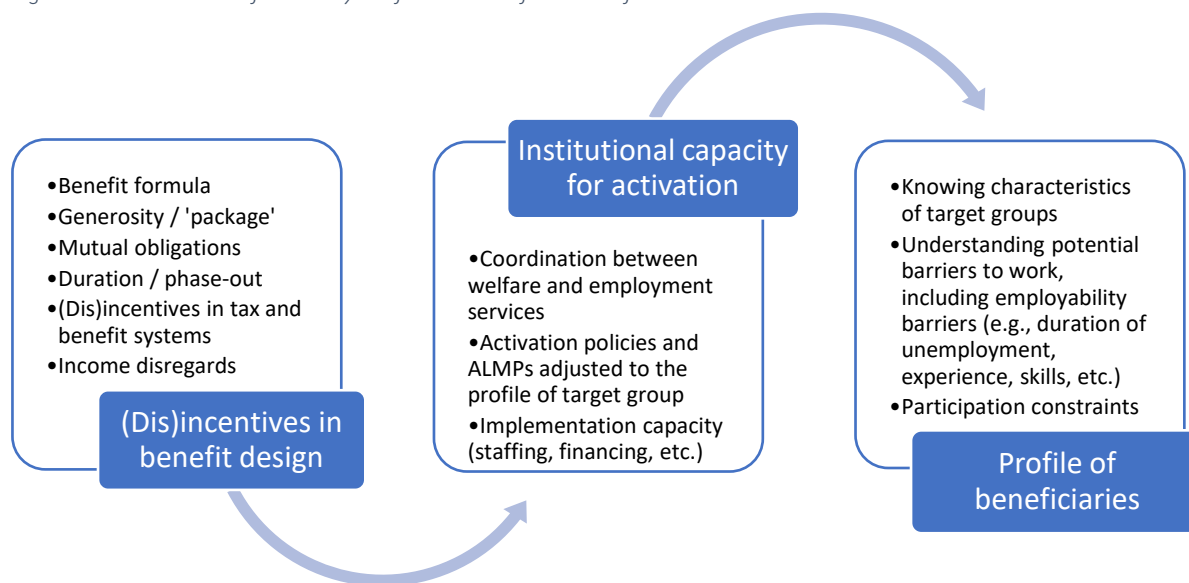 •Benefit formula
•Generosity / 'package'
•Mutual obligations
•Duration / phase-out
•(Dis)incentives in tax and
benefit systems
•Income disregards
(Dis)incentives in
benefit design
Institutional capacity
for activation
•Coordination between
welfare and employment
services
•Activation policies and
ALMPs adjusted to the
profile of target group
•Implementation capacity
(staffing, financing, etc.)
•Knowing characteristics
of target groups
•Understanding potential
barriers to work,
including employability
barriers (e.g., duration of
unemployment,
experience, skills, etc.)
•Participation constraints
Profile of
beneficiaries